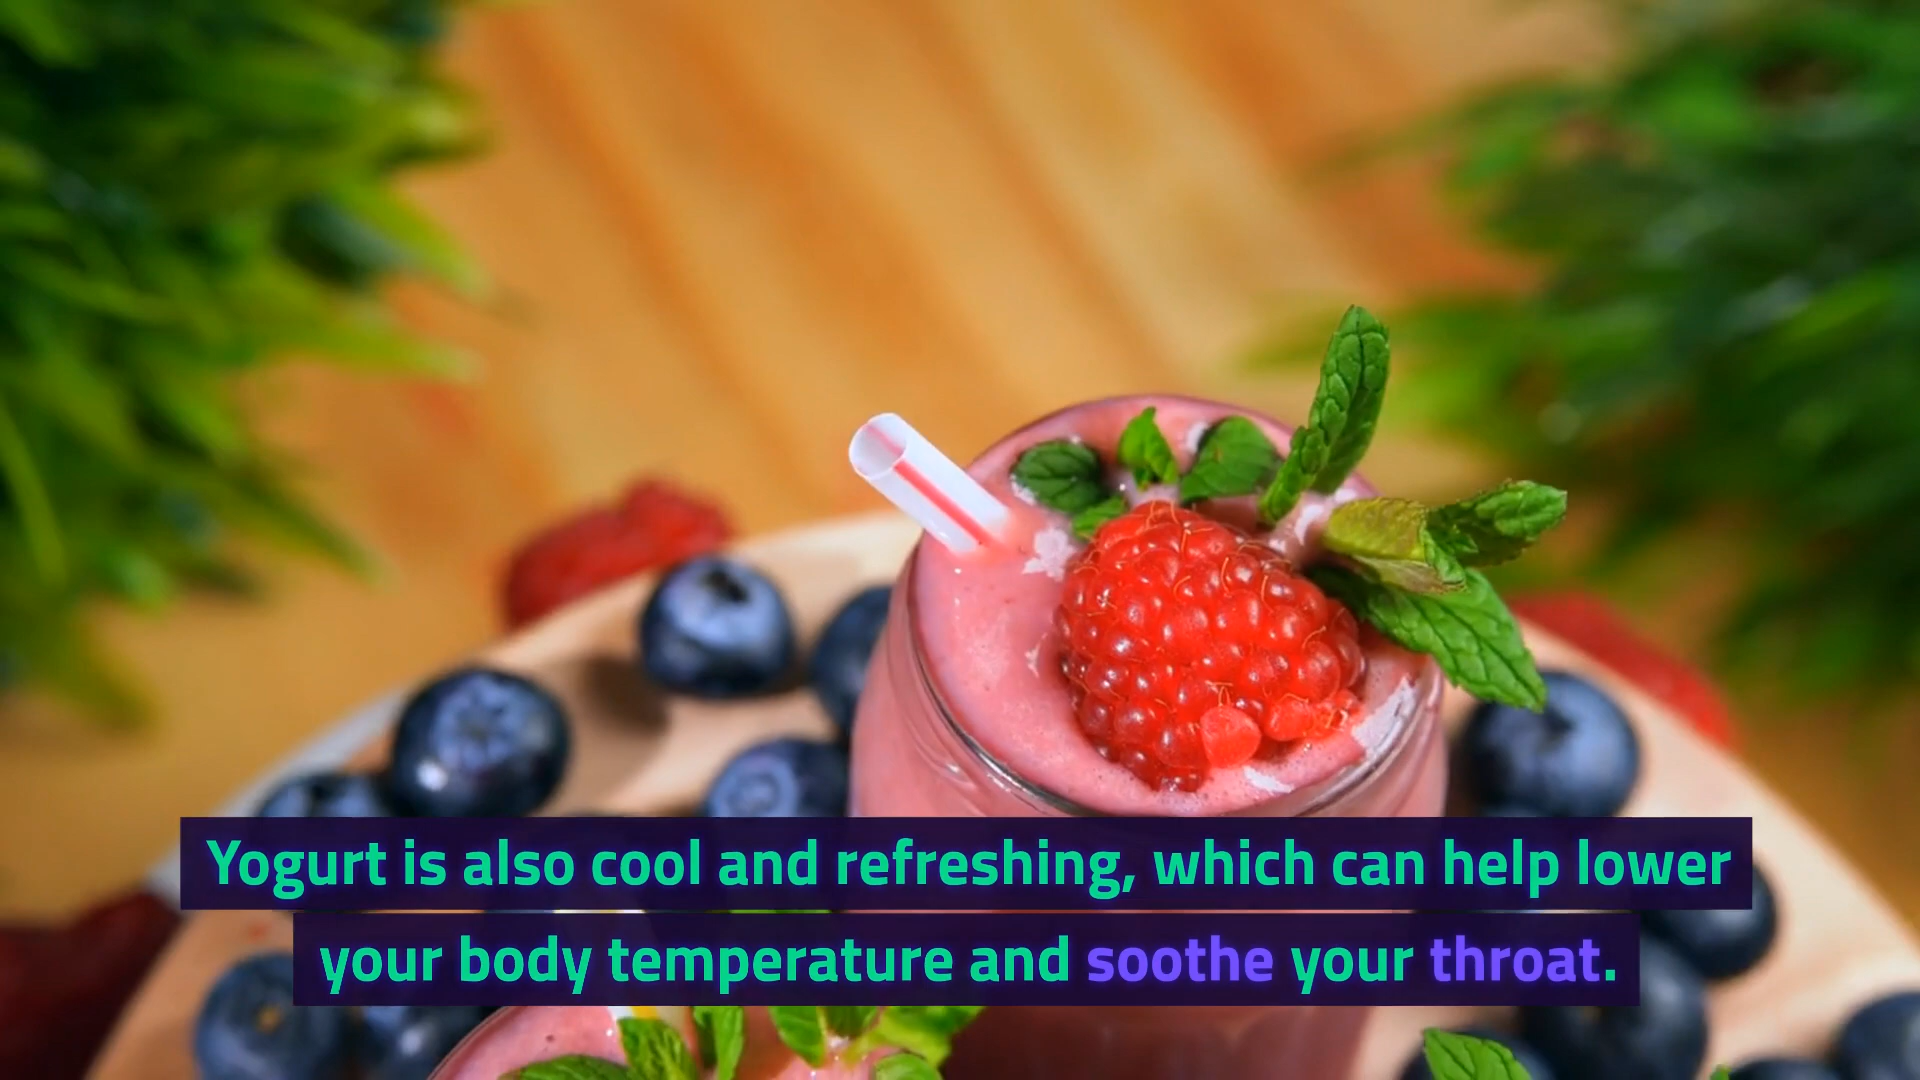 Yogurt is also cool and refreshing, which can help lower
your body temperature and soothe your throat.